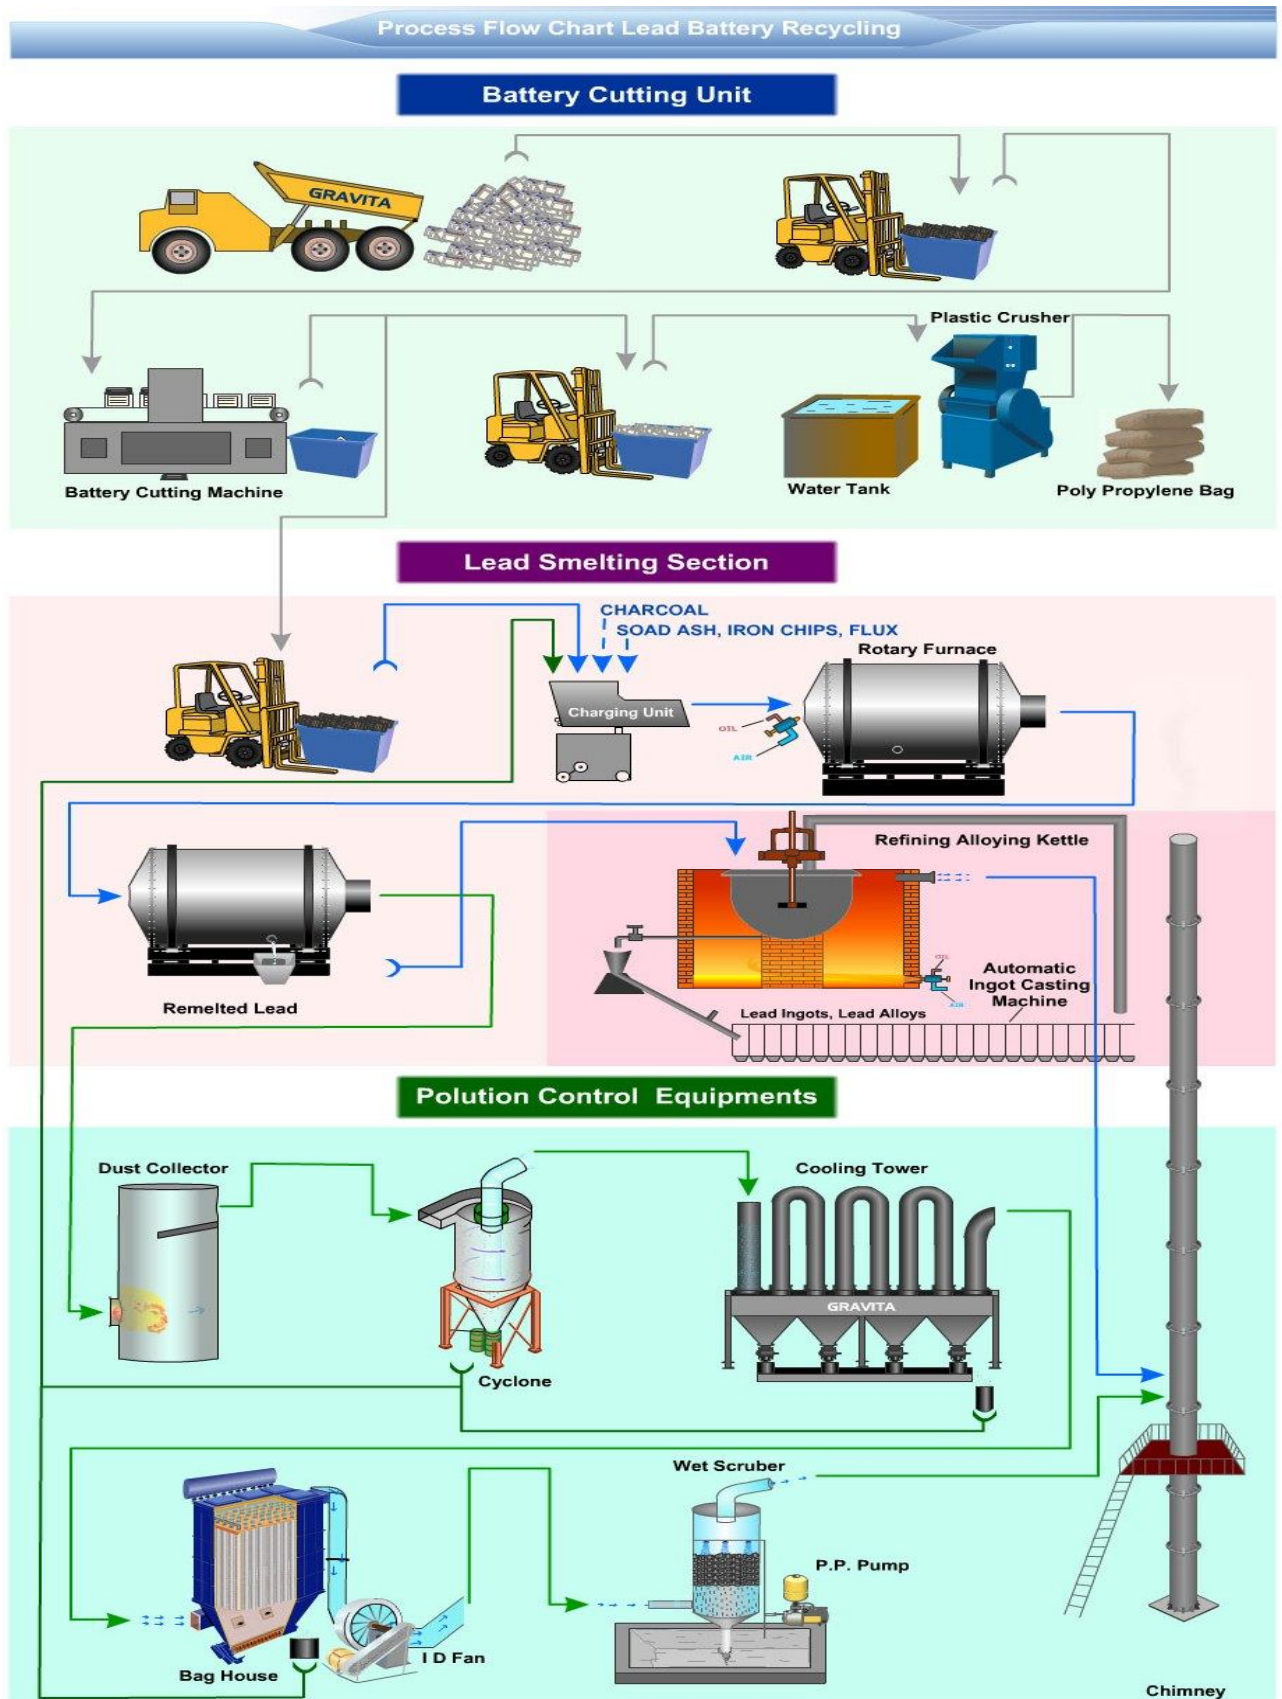 Process Flow Chart Lead Battery Recycling
Battery Cutting Unit
GRAVITA
Plastic Crusher
Battery Cutting Machine
Water Tank
Poly Propylene Bag
Lead Smelting Section
CHARCOAL
SOAD ASH, IRON CHIPS, FLUX
Rotary Furnace
Charging Unit
OIL
AIR
Refining Alloying Kettle
Remelted Lead
OIL
AIR
Automatic
Ingot Casting
Machine
Lead Ingots, Lead Alloys
Polution Control Equipments
Dust Collector
Cooling Tower
GRAVITA
Cyclone
Wet Scruber
P.P. Pump
I D Fan
Bag House
Chimney